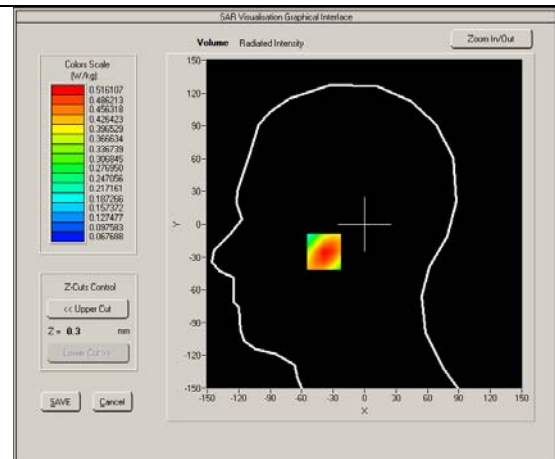 SAR Visualisation Graphical Interface
Volume Radiated Intensity
Zoom In/Out
Colors Scale
(W/kg)
0.516107
0.486213
0.456318
0.426423
0.396529
0.366634
0.336739
0.306845
0.276950
0.247056
0.217161
0.187266
0.157372
0.127477
0.097583
0.067688
Z-Cuts Control
<< Upper Cut
Z = 0.3 mm
Lower Cut >>
SAVE Cancel
150
90
60
30
0
-30
-60
-90
-120
-150
Y
-150 -120 -90 -60 -30 0 30 60 90 120 150
X